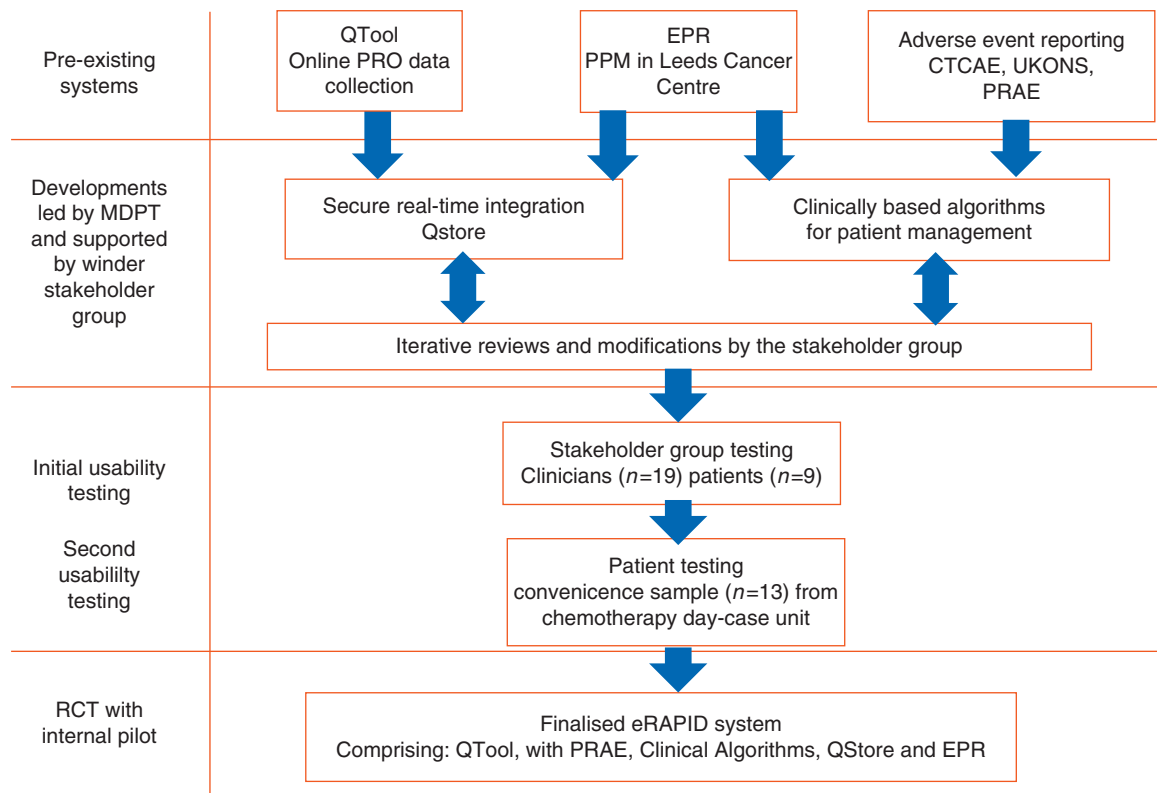 Pre-existing
systems
QTool
Online PRO data
collection
EPR
PPM in Leeds Cancer
Centre
Adverse event reporting
CTCAE, UKONS,
PRAE
Developments
led by MDPT
and supported
by winder
stakeholder
group
Secure real-time integration
Qstore
Clinically based algorithms
for patient management
Iterative reviews and modifications by the stakeholder group
Initial usability
testing
Stakeholder group testing
Clinicians (n=19) patients (n=9)
Second
usabililty
testing
Patient testing
convenicence sample (n=13) from
chemotherapy day-case unit
RCT with
internal pilot
Finalised eRAPID system
Comprising: QTool, with PRAE, Clinical Algorithms, QStore and EPR